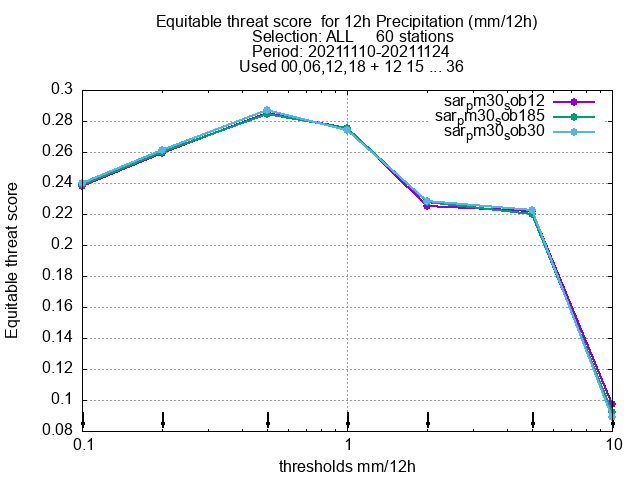 Equitable threat score  for 12h Precipitation (mm/12h)
Selection: ALL     60 stations
Period: 20211110-20211124
Used 00,06,12,18 + 12 15 ... 36
0.3
0.28
0.26
0.24
0.22
0.2
0.18
0.16
0.14
0.12
0.1
0.08
Equitable threat score
sarpm30sob12
sarpm30sob185
sarpm30sob30
0.1
1
10
thresholds mm/12h